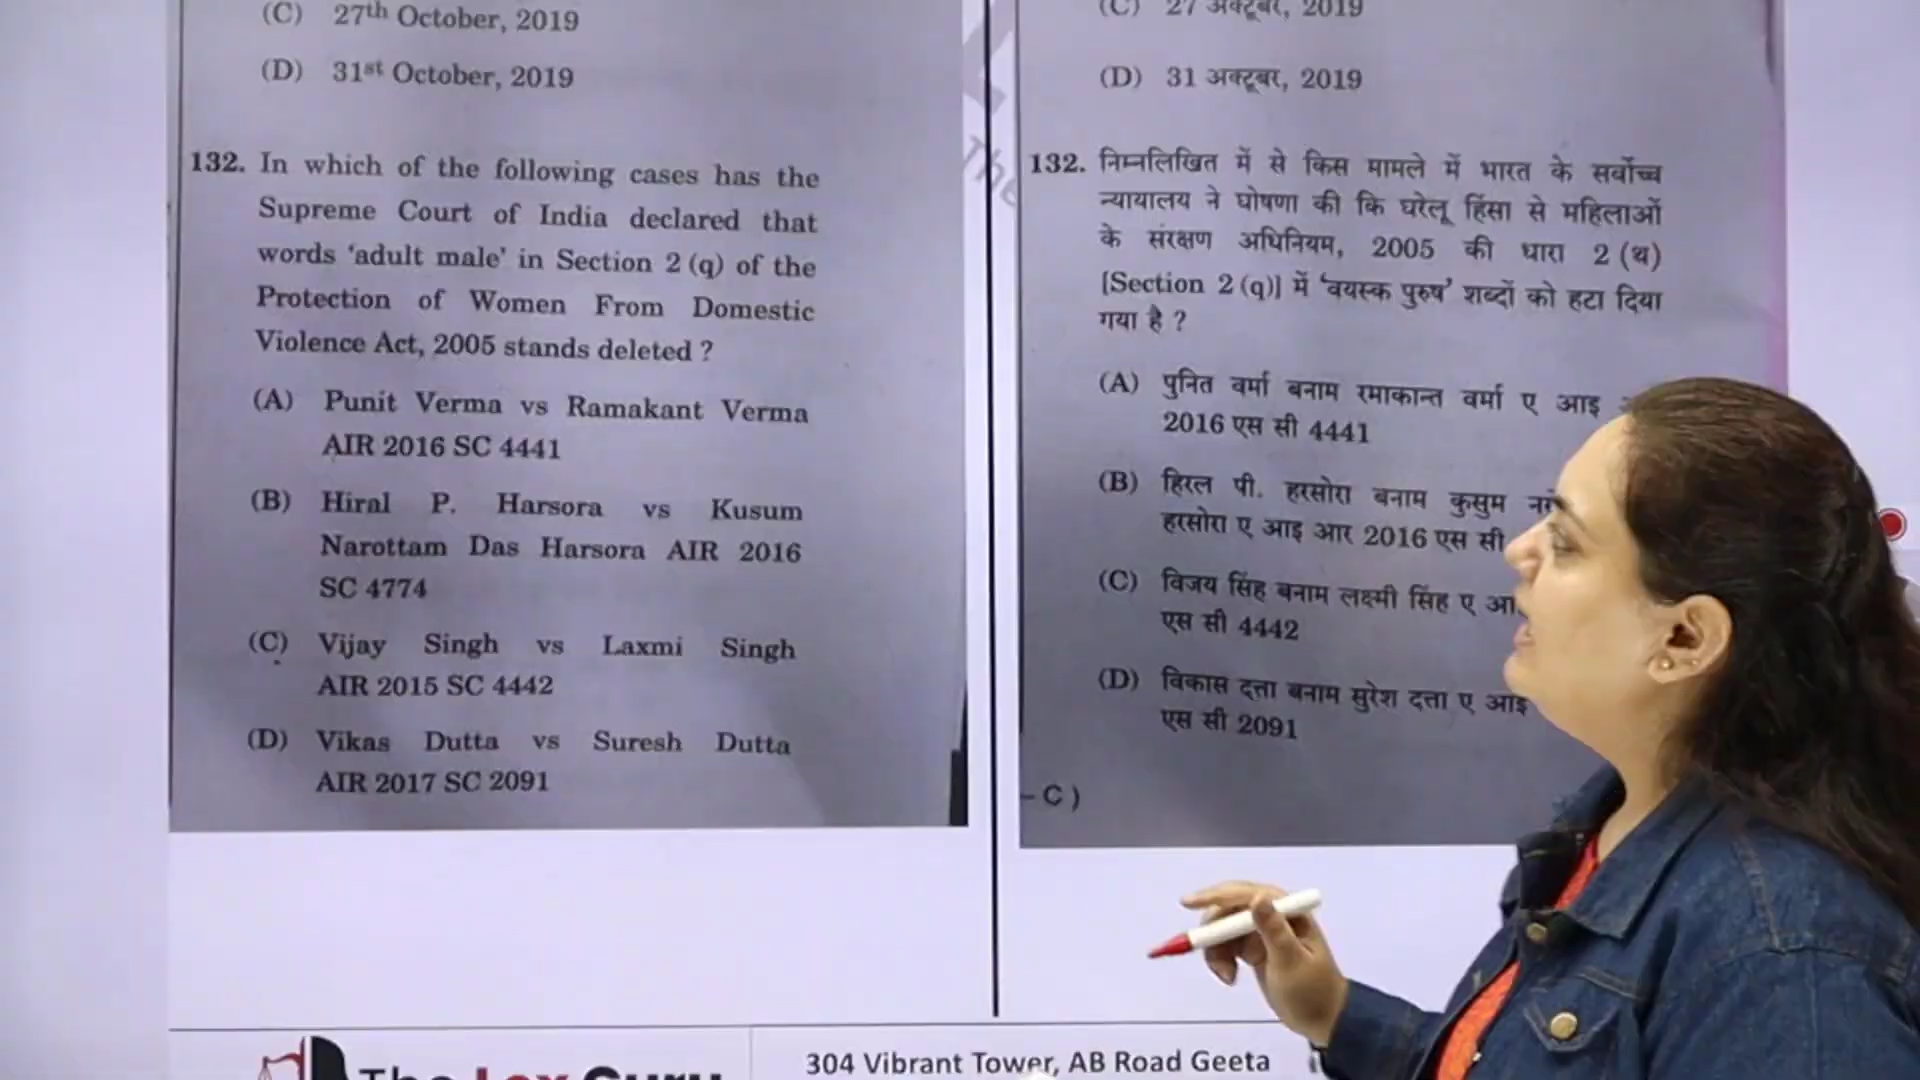 (C) 27th October, 2019
(D) 31st October, 2019
132. In which of the following cases has the
Supreme Court of India declared that
words ‘adult male’ in Section 2 (q) of the
Protection of Women From Domestic
Violence Act, 2005 stands deleted ?
(A) Punit Verma vs Ramakant Verma
AIR 2016 SC 4441
(B) Hiral P. Harsora vs Kusum
Narottam Das Harsora AIR 2016
SC 4774
(C) Vijay Singh vs Laxmi Singh
AIR 2015 SC 4442
(D) Vikas Dutta vs Suresh Dutta
AIR 2017 SC 2091
(C) 27 अक्टूबर, 2019
(D) 31 अक्टूबर, 2019
The
132. निम्नलिखित में से किस मामले में भारत के सर्वोच्च
न्यायालय ने घोषणा की कि घरेलू हिंसा से महिलाओं
के संरक्षण अधिनियम, 2005 की धारा 2 (थ)
[Section 2 (q)] में ‘वयस्क पुरुष’ शब्दों को हटा दिया
गया है ?
(A) पुनित वर्मा बनाम रमाकान्त वर्मा ए आइ
2016 एस सी 4441
(B) हिरल पी. हरसोरा बनाम कुसुम
हरसोरा ए आइ आर 2016 एस सी
(C) विजय सिंह बनाम लक्ष्मी सिंह ए
एस सी 4442
(D) विकास दत्ता बनाम सुरेश दत्ता ए आइ
एस सी 2091
- C )
The Lex Guru
304 Vibrant Tower, AB Road Geeta